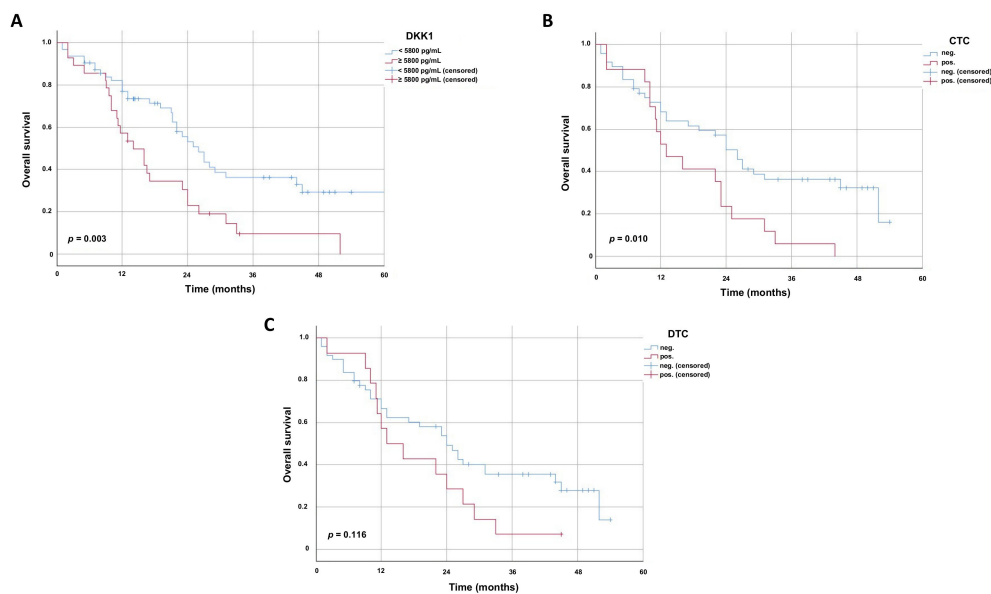 A
DKK1
< 5800 pg/mL
≥ 5800 pg/mL
< 5800 pg/mL (censored)
≥ 5800 pg/mL (censored)
Overall survival
1.0
0.8
0.6
0.4
0.2
0
p = 0.003
0 12 24 36 48 60
Time (months)
B
CTC
neg.
pos.
neg. (censored)
pos. (censored)
Overall survival
1.0
0.8
0.6
0.4
0.2
0
p = 0.010
0 12 24 36 48 60
Time (months)
C
DTC
neg.
pos.
neg. (censored)
pos. (censored)
Overall survival
1.0
0.8
0.6
0.4
0.2
0
p = 0.116
0 12 24 36 48 60
Time (months)